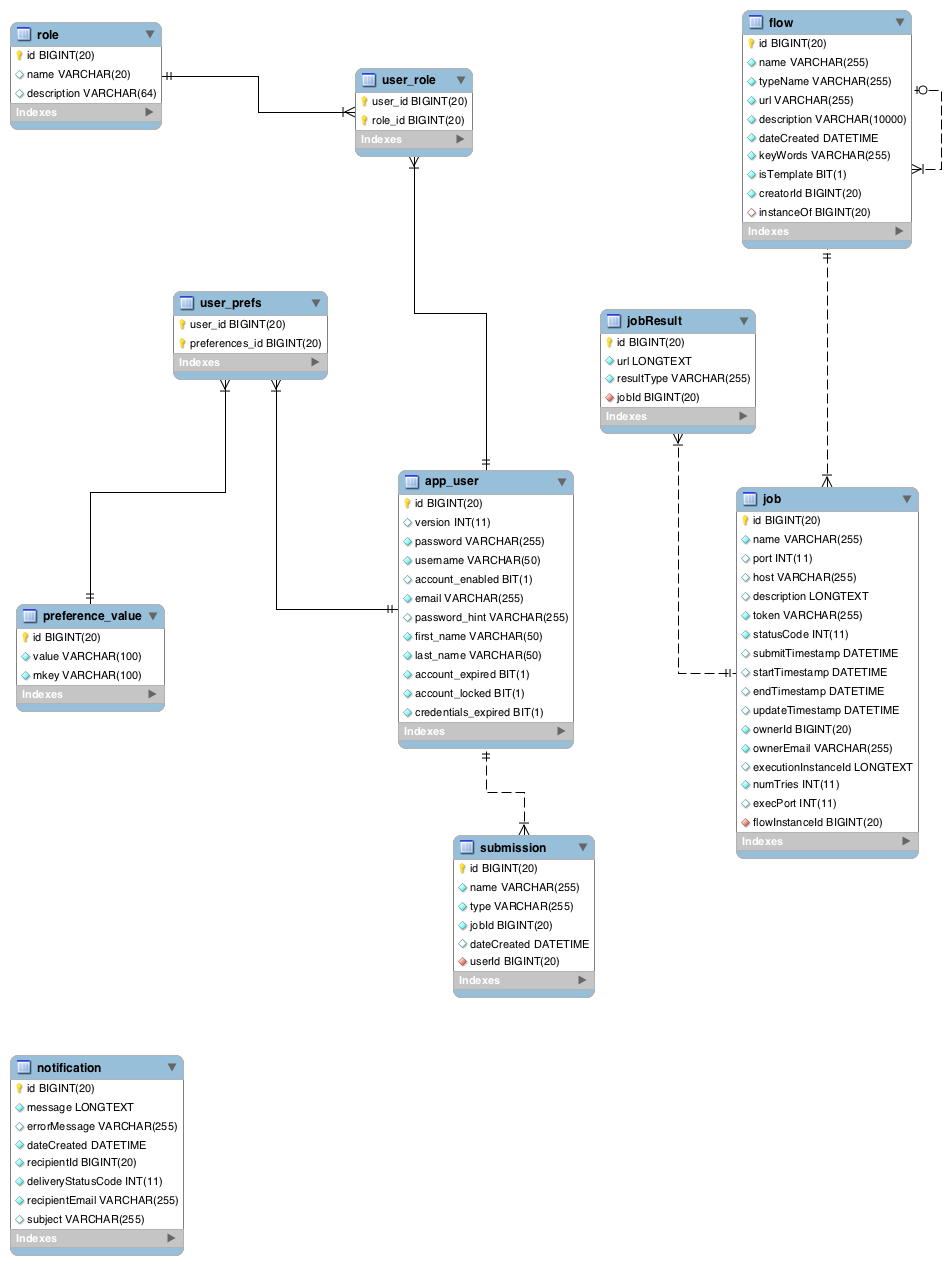 role
id BIGINT(20)
name VARCHAR(20)
description VARCHAR(64)
Indexes
user_role
user_id BIGINT(20)
role_id BIGINT(20)
Indexes
flow
id BIGINT(20)
name VARCHAR(255)
typeName VARCHAR(255)
url VARCHAR(255)
description VARCHAR(10000)
dateCreated DATETIME
keyWords VARCHAR(255)
isTemplate BIT(1)
creatorId BIGINT(20)
instanceOf BIGINT(20)
Indexes
user_prefs
user_id BIGINT(20)
preferences_id BIGINT(20)
Indexes
jobResult
id BIGINT(20)
url LONGTEXT
resultType VARCHAR(255)
jobId BIGINT(20)
Indexes
app_user
id BIGINT(20)
version INT(11)
password VARCHAR(255)
username VARCHAR(50)
account_enabled BIT(1)
email VARCHAR(255)
password_hint VARCHAR(255)
first_name VARCHAR(50)
last_name VARCHAR(50)
account_expired BIT(1)
account_locked BIT(1)
credentials_expired BIT(1)
Indexes
job
id BIGINT(20)
name VARCHAR(255)
port INT(11)
host VARCHAR(255)
description LONGTEXT
token VARCHAR(255)
statusCode INT(11)
submitTimestamp DATETIME
startTimestamp DATETIME
endTimestamp DATETIME
updateTimestamp DATETIME
ownerId BIGINT(20)
ownerEmail VARCHAR(255)
executionInstanceId LONGTEXT
numTries INT(11)
execPort INT(11)
flowInstanceId BIGINT(20)
Indexes
preference_value
id BIGINT(20)
value VARCHAR(100)
mkey VARCHAR(100)
Indexes
submission
id BIGINT(20)
name VARCHAR(255)
type VARCHAR(255)
jobId BIGINT(20)
dateCreated DATETIME
userId BIGINT(20)
Indexes
notification
id BIGINT(20)
message LONGTEXT
errorMessage VARCHAR(255)
dateCreated DATETIME
recipientId BIGINT(20)
deliveryStatusCode INT(11)
recipientEmail VARCHAR(255)
subject VARCHAR(255)
Indexes